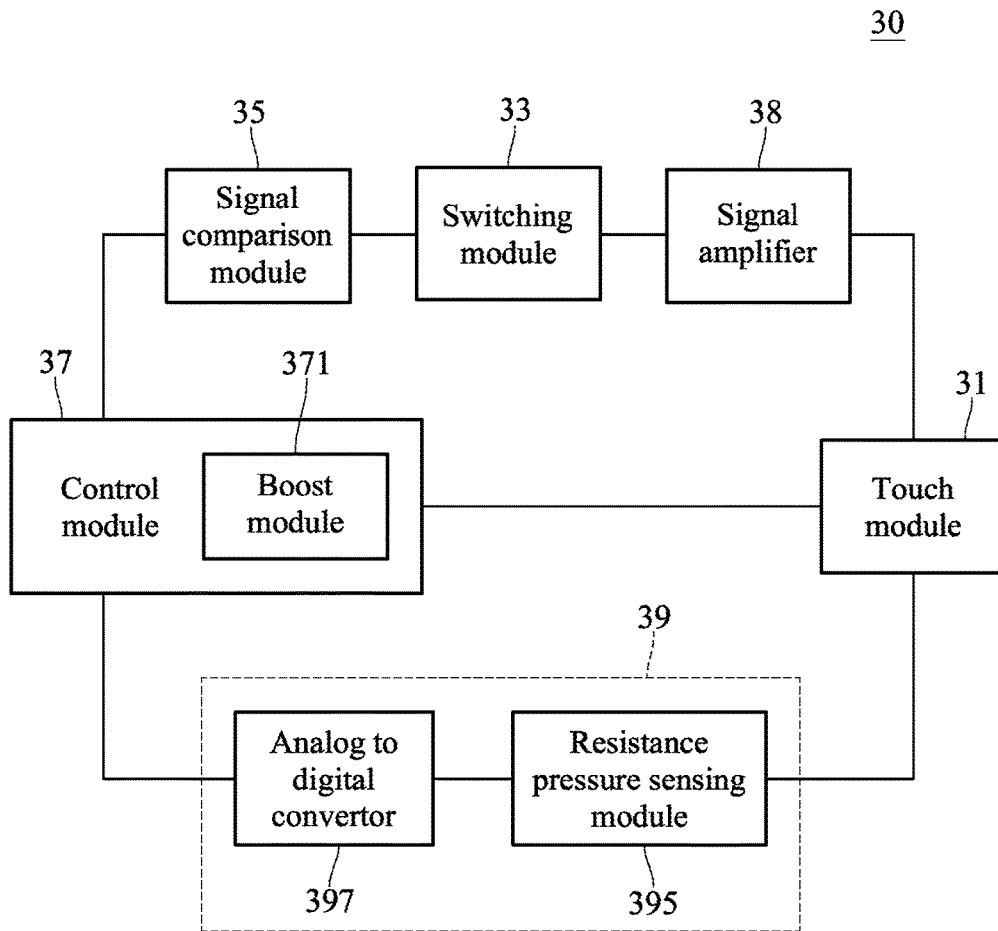 30
35
33
38
Signal
comparison
module
Switching
module
Signal
amplifier
37
371
31
Control
module
Boost
module
Touch
module
39
Analog to
digital
convertor
Resistance
pressure sensing
module
397
395